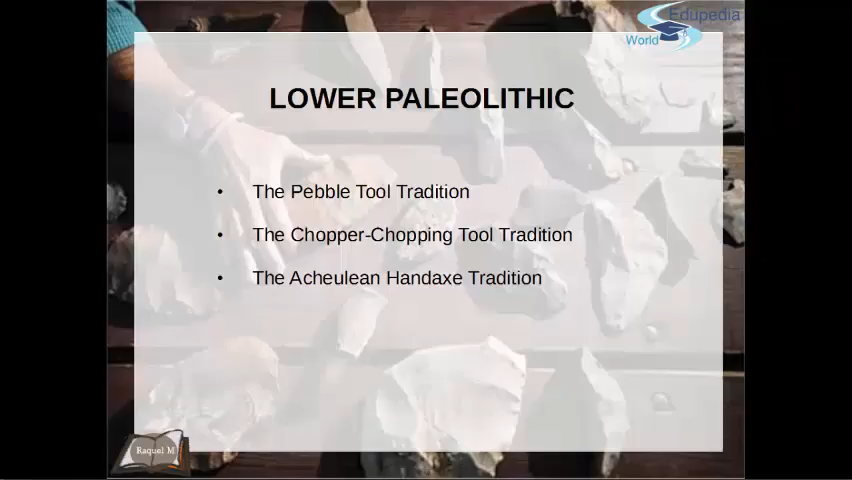 Edupedia
World
LOWER PALEOLITHIC
• The Pebble Tool Tradition
• The Chopper-Chopping Tool Tradition
• The Acheulean Handaxe Tradition
Raquel M